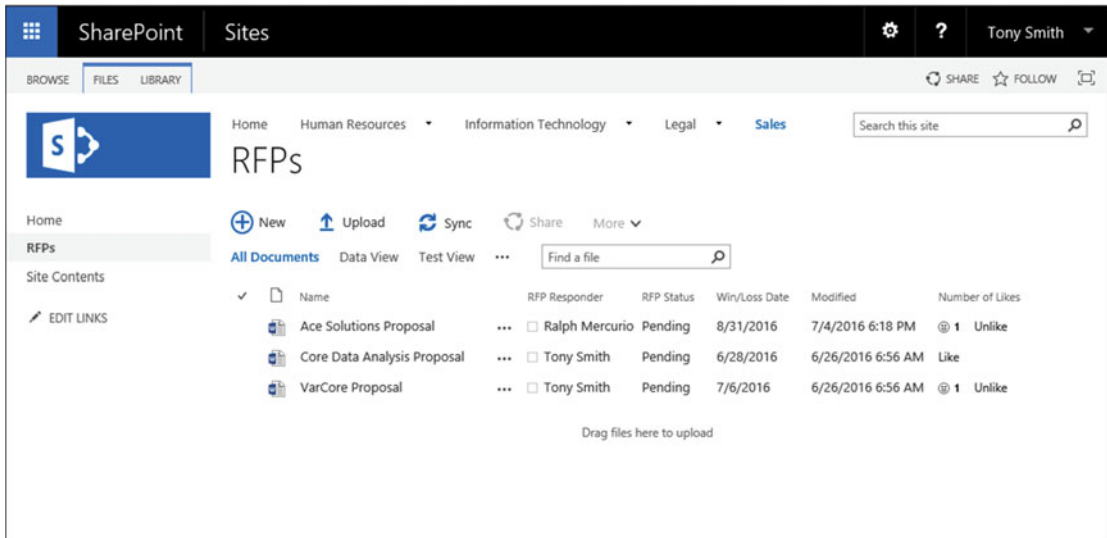 SharePoint Sites ? Tony Smith
BROWSE FILES LIBRARY SHARE FOLLOW
S
Home Human Resources Information Technology Legal Sales Search this site
RFPs
Home
RFPs
Site Contents
EDIT LINKS
New Upload Sync Share More
All Documents Data View Test View ... Find a file
Name RFP Responder RFP Status Win/Loss Date Modified Number of Likes
Ace Solutions Proposal ... Ralph Mercurio Pending 8/31/2016 7/4/2016 6:18 PM 1 Unlike
Core Data Analysis Proposal ... Tony Smith Pending 6/28/2016 6/26/2016 6:56 AM Like
VarCore Proposal ... Tony Smith Pending 7/6/2016 6/26/2016 6:56 AM 1 Unlike
Drag files here to upload